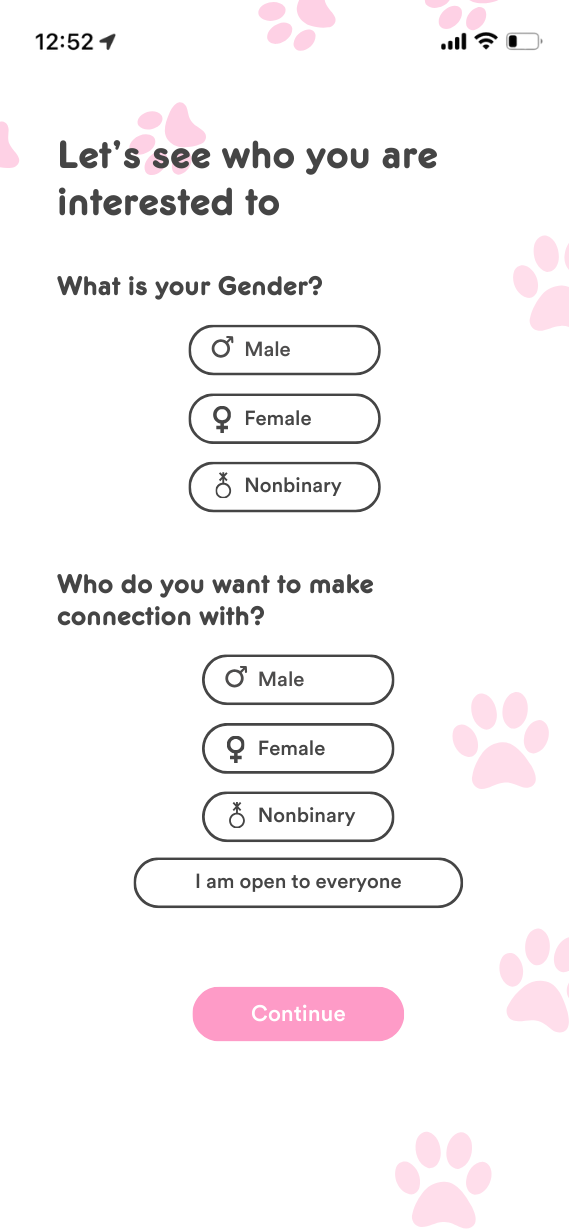 12:52
Let's see who you are
interested to
What is your Gender?
Male
Female
Nonbinary
Who do you want to make
connection with?
Male
Female
Nonbinary
I am open to everyone
Continue